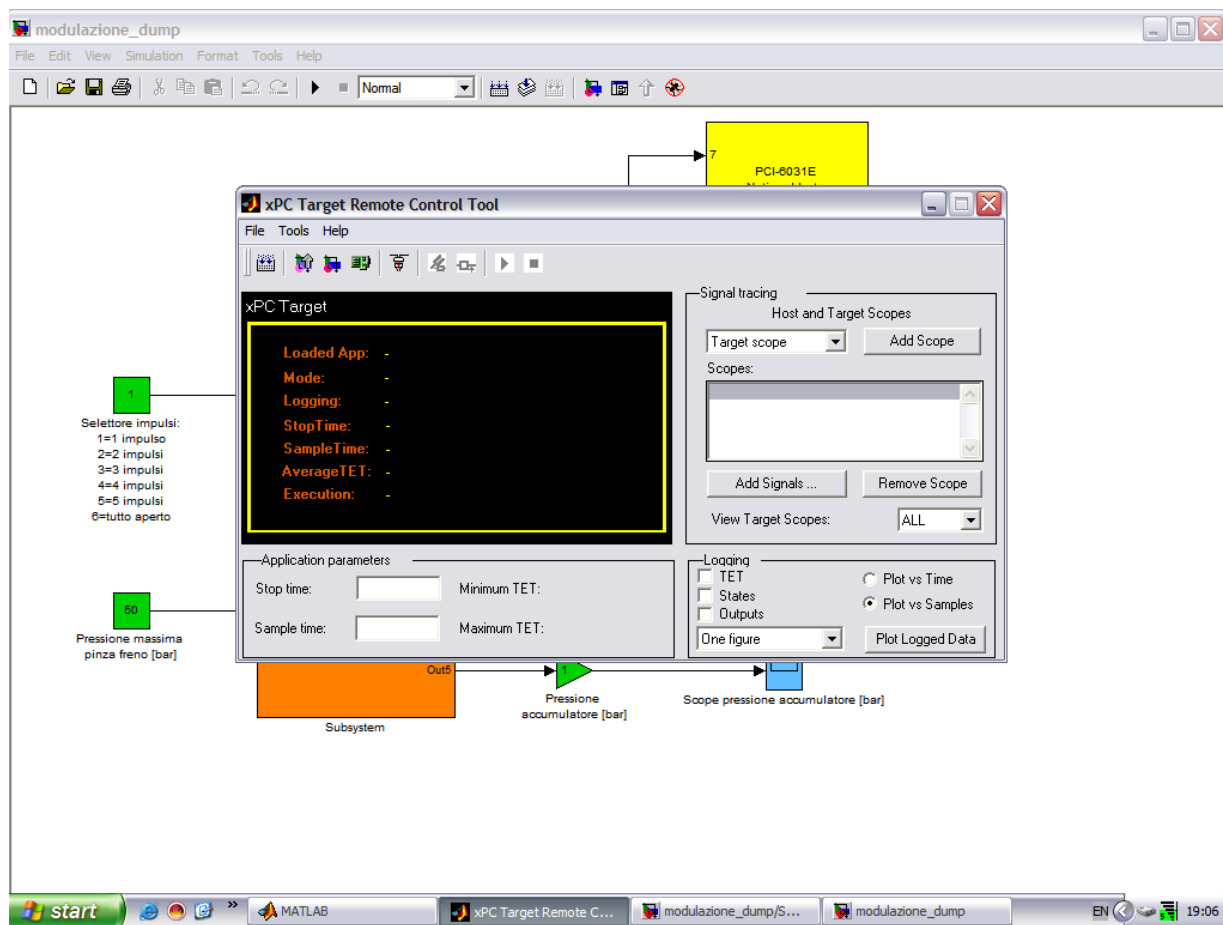 modulazione_dump
File Edit View Simulation Format Tools Help
Normal
7
PCI-6031E
xPC Target Remote Control Tool
File Tools Help
xPC Target
Loaded App: -
Mode: -
Logging: -
StopTime: -
SampleTime: -
AverageTET: -
Execution: -
Signal tracing
Host and Target Scopes
Target scope
Add Scope
Scopes:
Add Signals ...
Remove Scope
View Target Scopes:
ALL
Application parameters
Stop time:
Minimum TET:
Sample time:
Maximum TET:
Logging
TET
States
Outputs
Plot vs Time
Plot vs Samples
One figure
Plot Logged Data
1
Selettore impulsi:
1=1 impulso
2=2 impulsi
3=3 impulsi
4=4 impulsi
5=5 impulsi
6=tutto aperto
50
Pressione massima
pinza freno [bar]
Out5
1
Subsystem
Pressione
accumulatore [bar]
Scope pressione accumulatore [bar]
start
»
MATLAB
xPC Target Remote C...
modulazione_dump/S...
modulazione_dump
EN
19:06